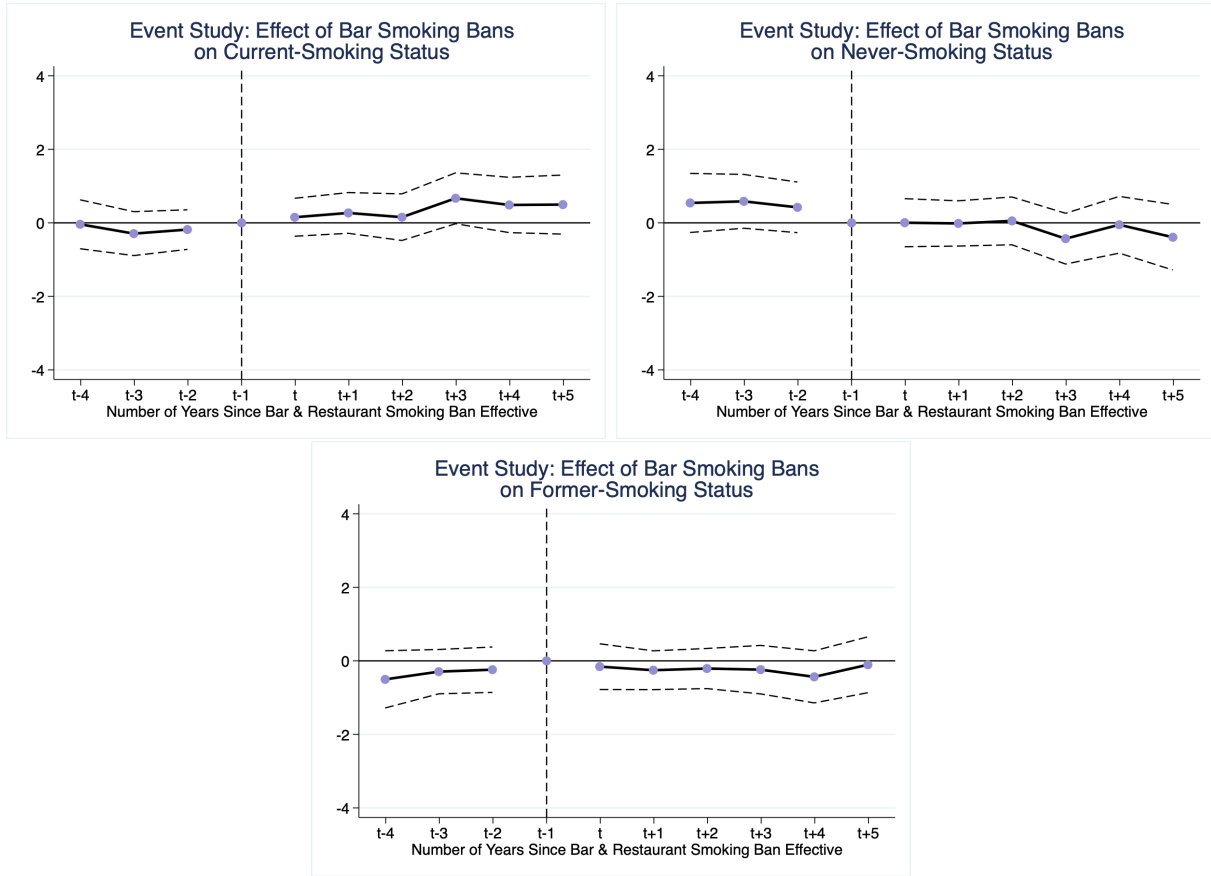 Event Study: Effect of Bar Smoking Bans
on Current-Smoking Status
4
2
0
-2
-4
t-4 t-3 t-2 t-1 t t+1 t+2 t+3 t+4 t+5
Number of Years Since Bar & Restaurant Smoking Ban Effective
Event Study: Effect of Bar Smoking Bans
on Never-Smoking Status
4
2
0
-2
-4
t-4 t-3 t-2 t-1 t t+1 t+2 t+3 t+4 t+5
Number of Years Since Bar & Restaurant Smoking Ban Effective
Event Study: Effect of Bar Smoking Bans
on Former-Smoking Status
4
2
0
-2
-4
t-4 t-3 t-2 t-1 t t+1 t+2 t+3 t+4 t+5
Number of Years Since Bar & Restaurant Smoking Ban Effective